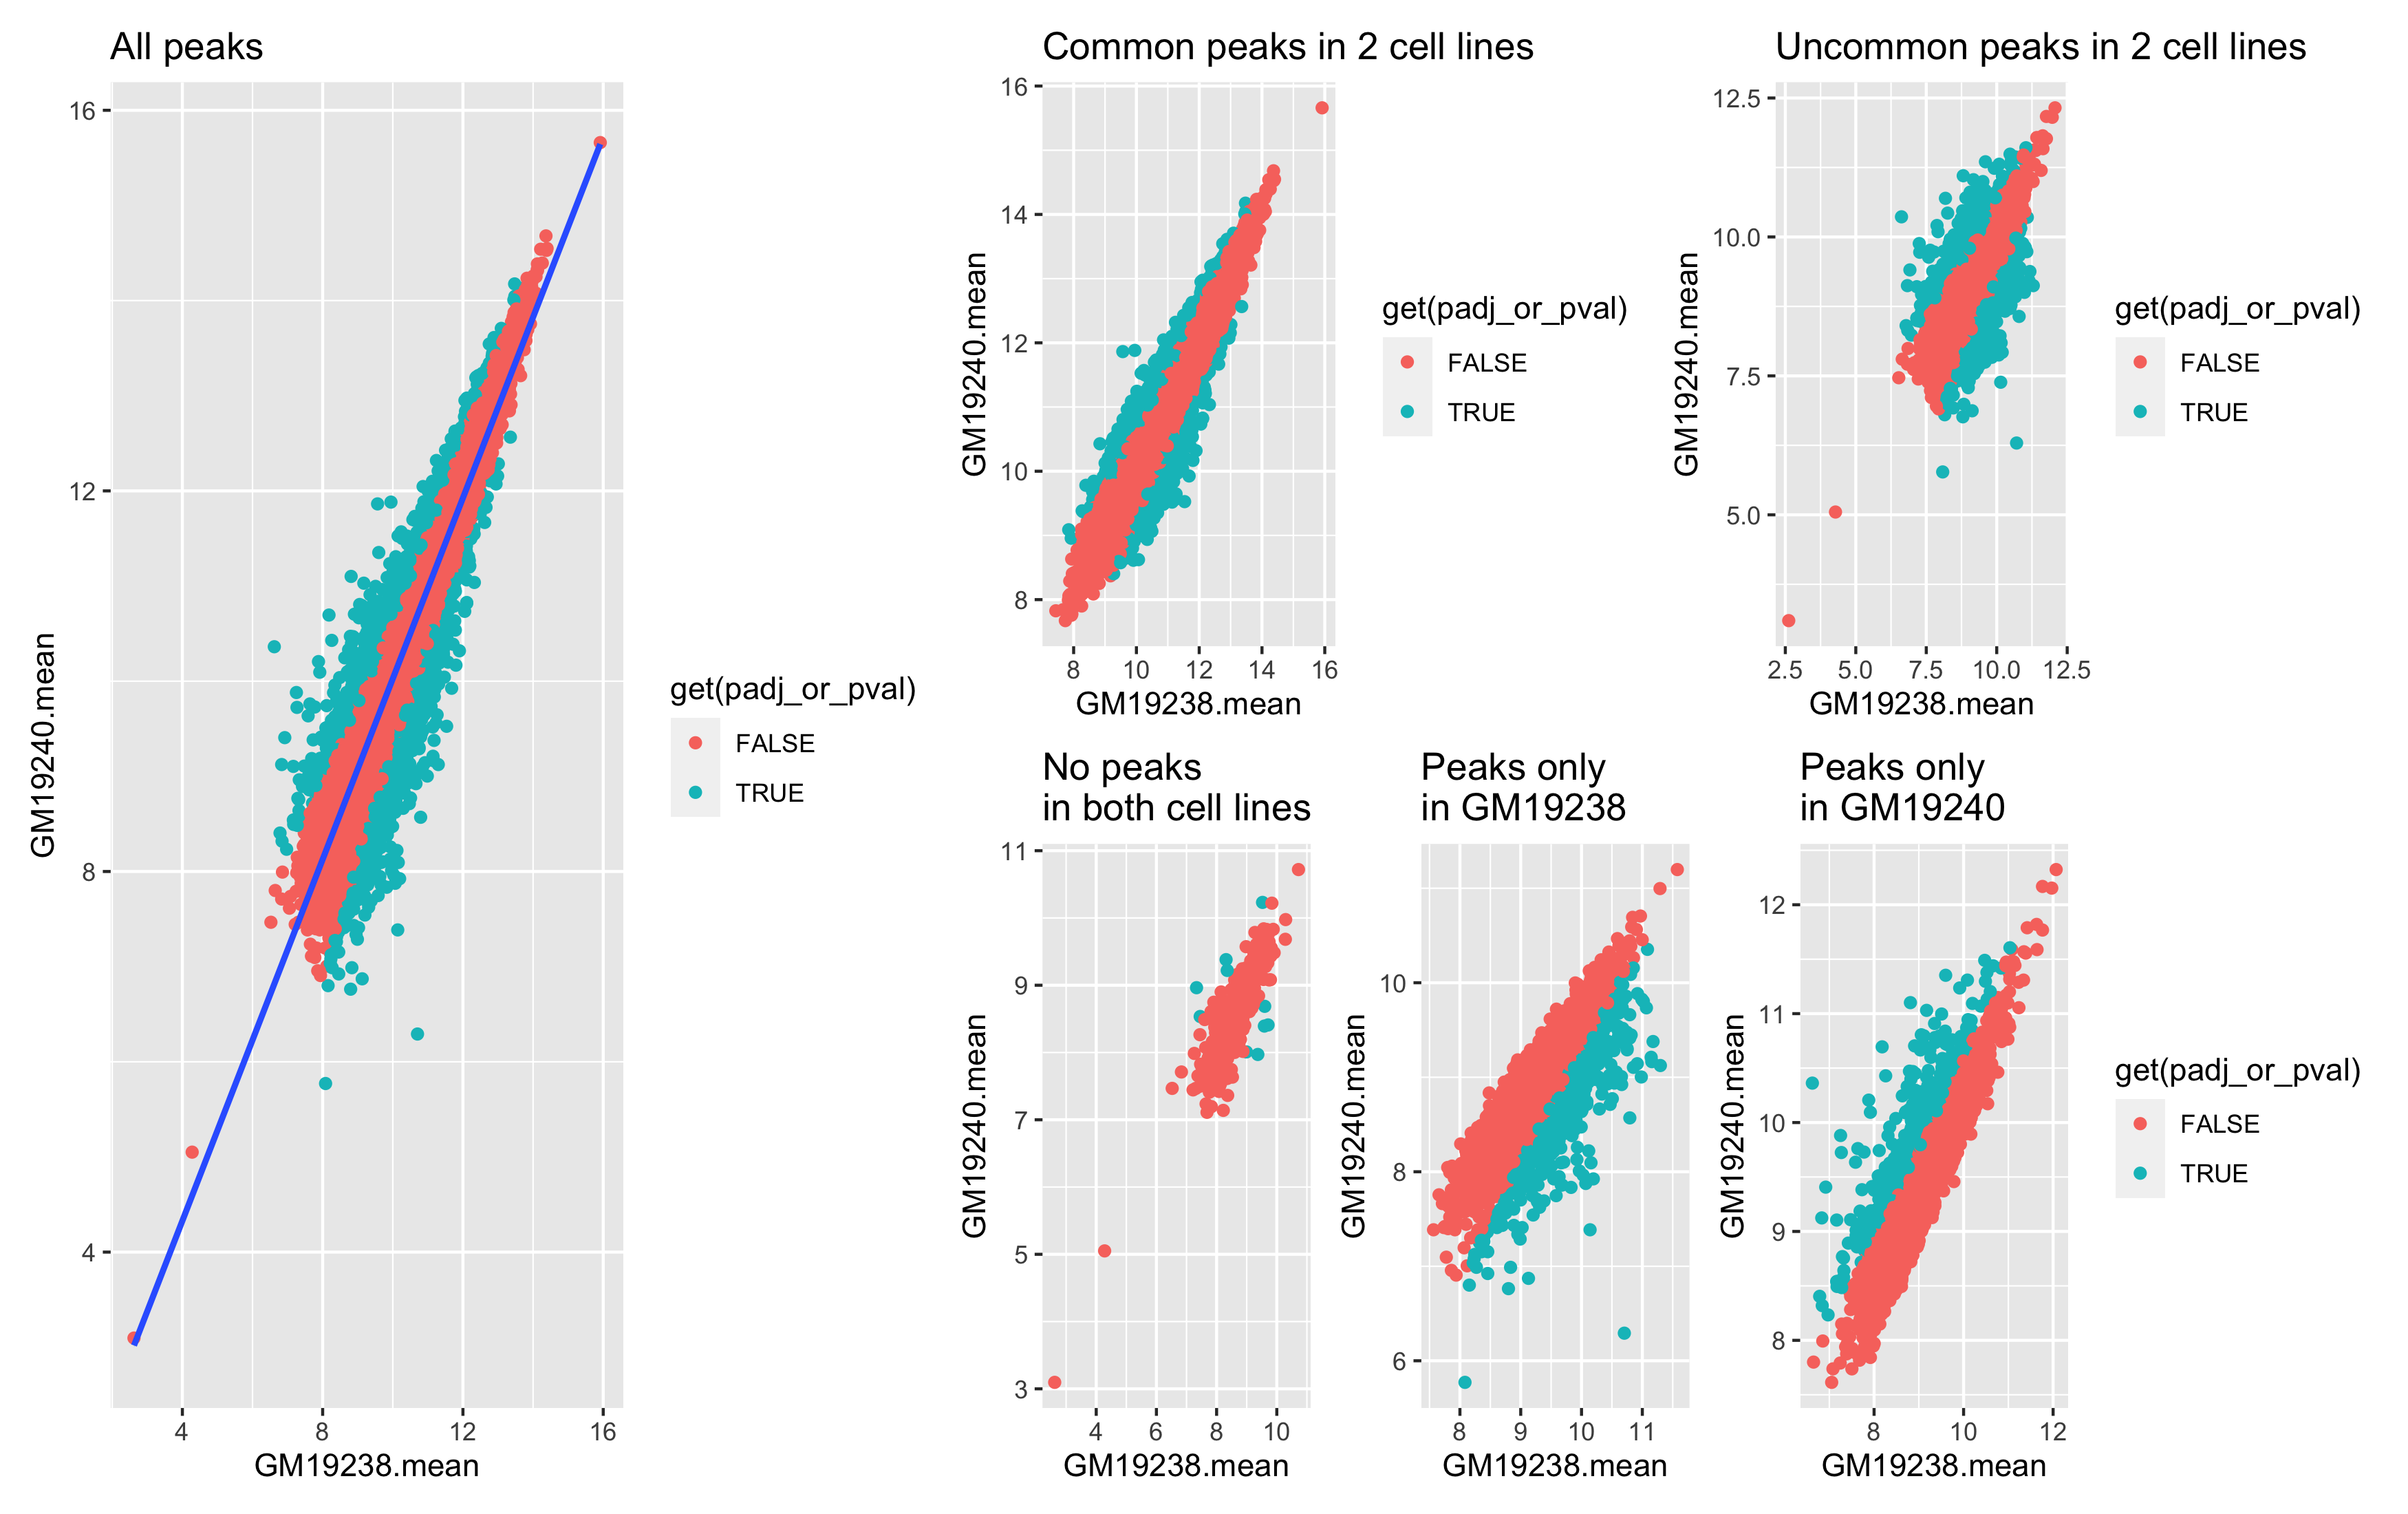 All peaks
16
12
8
4
4 8 12 16
GM19238.mean
GM19240.mean
get(padj_or_pval)
FALSE
TRUE
Common peaks in 2 cell lines
16
14
12
10
8
8 10 12 14 16
GM19238.mean
GM19240.mean
get(padj_or_pval)
FALSE
TRUE
Uncommon peaks in 2 cell lines
12.5
10.0
7.5
5.0
2.5 5.0 7.5 10.0 12.5
GM19238.mean
GM19240.mean
get(padj_or_pval)
FALSE
TRUE
No peaks
in both cell lines
11
9
7
5
3
4 6 8 10
GM19238.mean
GM19240.mean
Peaks only
in GM19238
10
8
6
8 9 10 11
GM19238.mean
GM19240.mean
Peaks only
in GM19240
12
11
10
9
8
8 10 12
GM19238.mean
GM19240.mean
get(padj_or_pval)
FALSE
TRUE